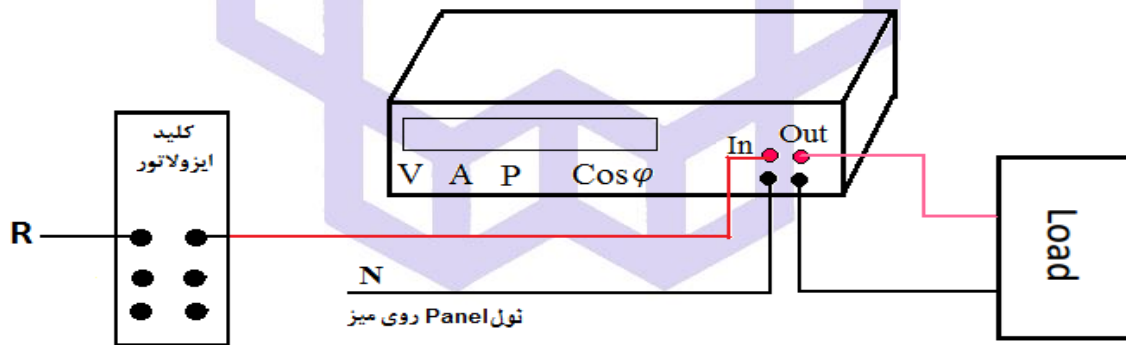 کلید
ایزولاتور
In
Out
V A P Cosφ
R
N
نول Panel روی میز
Load